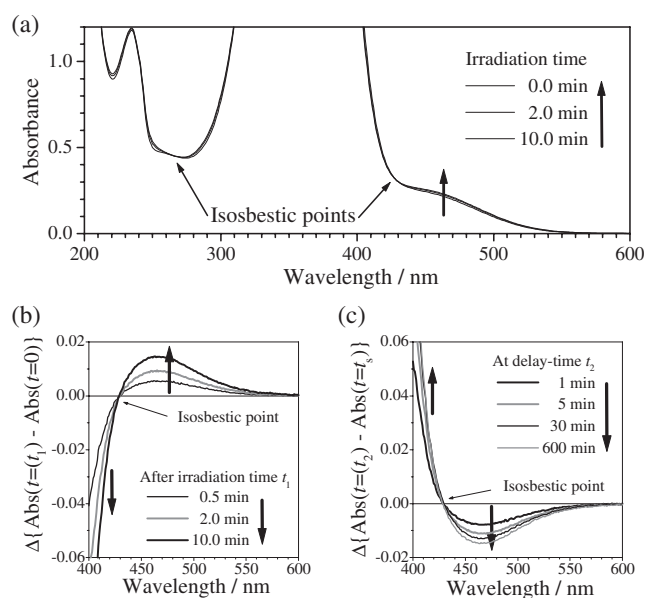 (a)
1.0
0.5
0.0
Absorbance
200 300 400 500 600
Wavelength / nm
Irradiation time
0.0 min
2.0 min
10.0 min
Isosbestic points
(b)
0.02
0.00
-0.02
-0.04
-0.06
Δ{Abs(t=(t₁) - Abs(t=0)}
400 450 500 550 600
Wavelength / nm
Isosbestic point
After irradiation time t₁
0.5 min
2.0 min
10.0 min
(c)
0.06
0.04
0.02
0.00
-0.02
Δ{Abs(t=(t₂) - Abs(t=tₛ)}
400 450 500 550 600
Wavelength / nm
At delay-time t₂
1 min
5 min
30 min
600 min
Isosbestic point